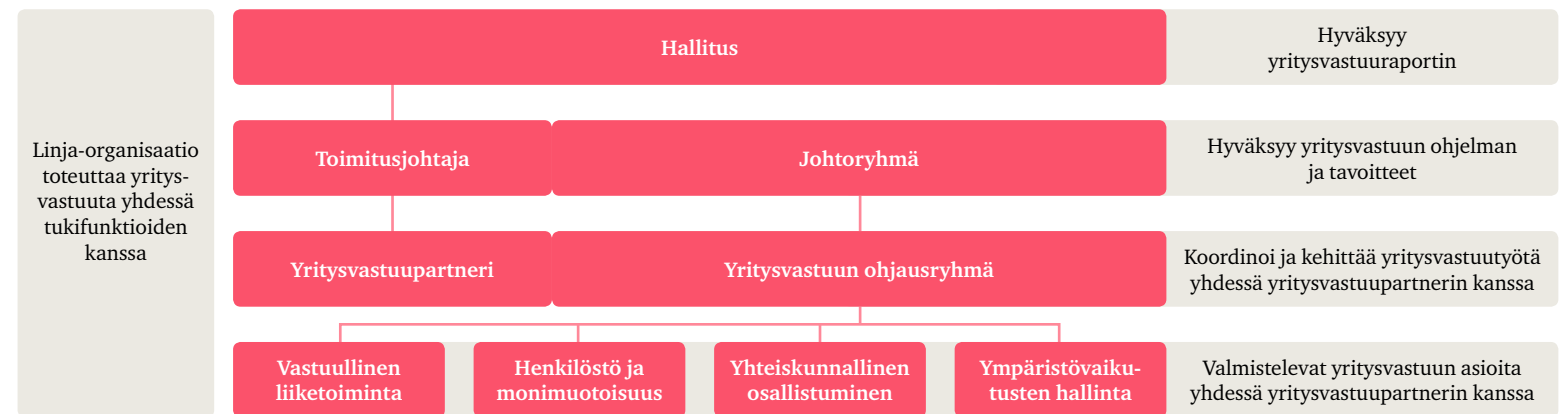 Linja-organisaatio
toteuttaa yritys-
vastuuta yhdessä
tukifunktioiden
kanssa
Hallitus
Hyväksyy
yritysvastuuraportin
Toimitusjohtaja
Johtoryhmä
Hyväksyy yritysvastuun ohjelman
ja tavoitteet
Yritysvastuupartneri
Yritysvastuun ohjausryhmä
Koordinoi ja kehittää yritysvastuutyötä
yhdessä yritysvastuupartnerin kanssa
Vastuullinen
liiketoiminta
Henkilöstö ja
monimuotoisuus
Yhteiskunnallinen
osallistuminen
Ympäristövaiku-
tusten hallinta
Valmistelevat yritysvastuun asioita
yhdessä yritysvastuupartnerin kanssa